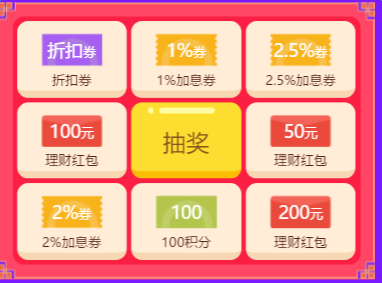 折扣券
1%券
2.5%券
折扣券
1%加息券
2.5%加息券
100元
抽奖
50元
理财红包
理财红包
2%券
100
200元
2%加息券
100积分
理财红包